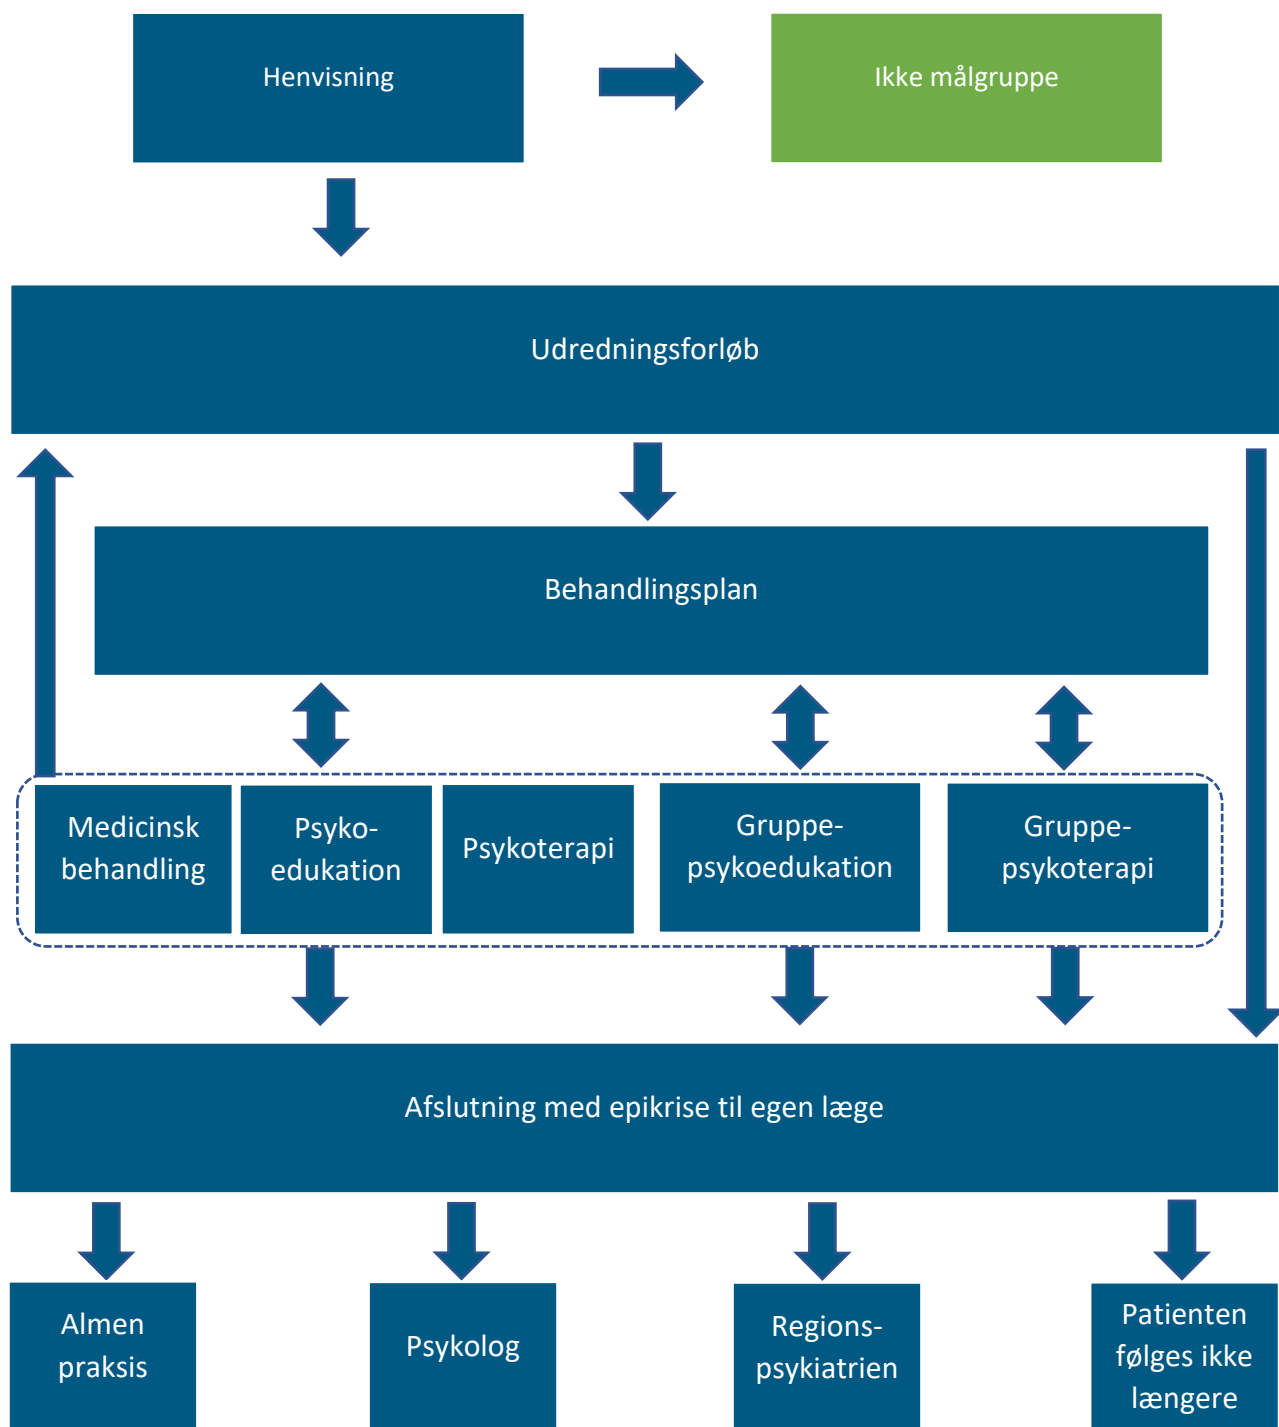 Henvisning
Ikke målgruppe
Udredningsforløb
Behandlingsplan
Medicinsk
behandling
Psyko-
edukation
Psykoterapi
Gruppe-
psykoedukation
Gruppe-
psykoterapi
Afslutning med epikrise til egen læge
Almen
praksis
Psykolog
Regions-
psykiatrien
Patienten
følges ikke
længere